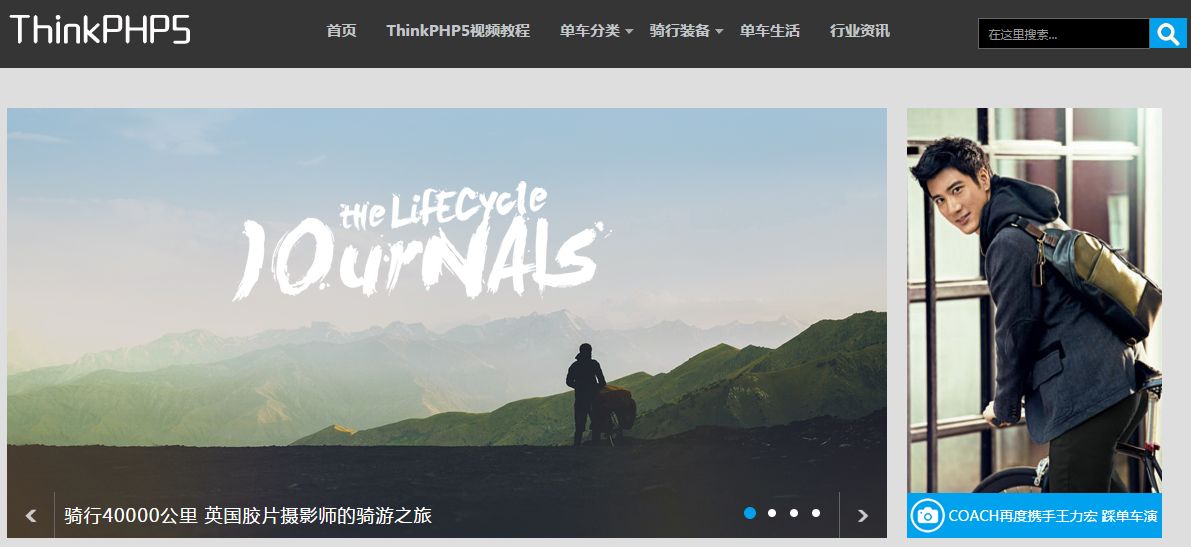 ThinkPHP5
首页 ThinkPHP5视频教程 单车分类 骑行装备 单车生活 行业资讯
在这里搜索...
the LifECycle
JOurNALs
骑行40000公里 英国胶片摄影师的骑游之旅
COACH再度携手王力宏 踩单车演